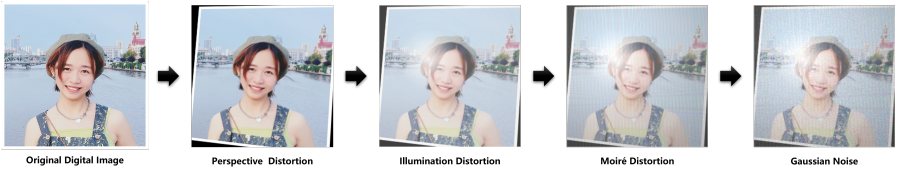 Original Digital Image
Perspective Distortion
Illumination Distortion
Moiré Distortion
Gaussian Noise